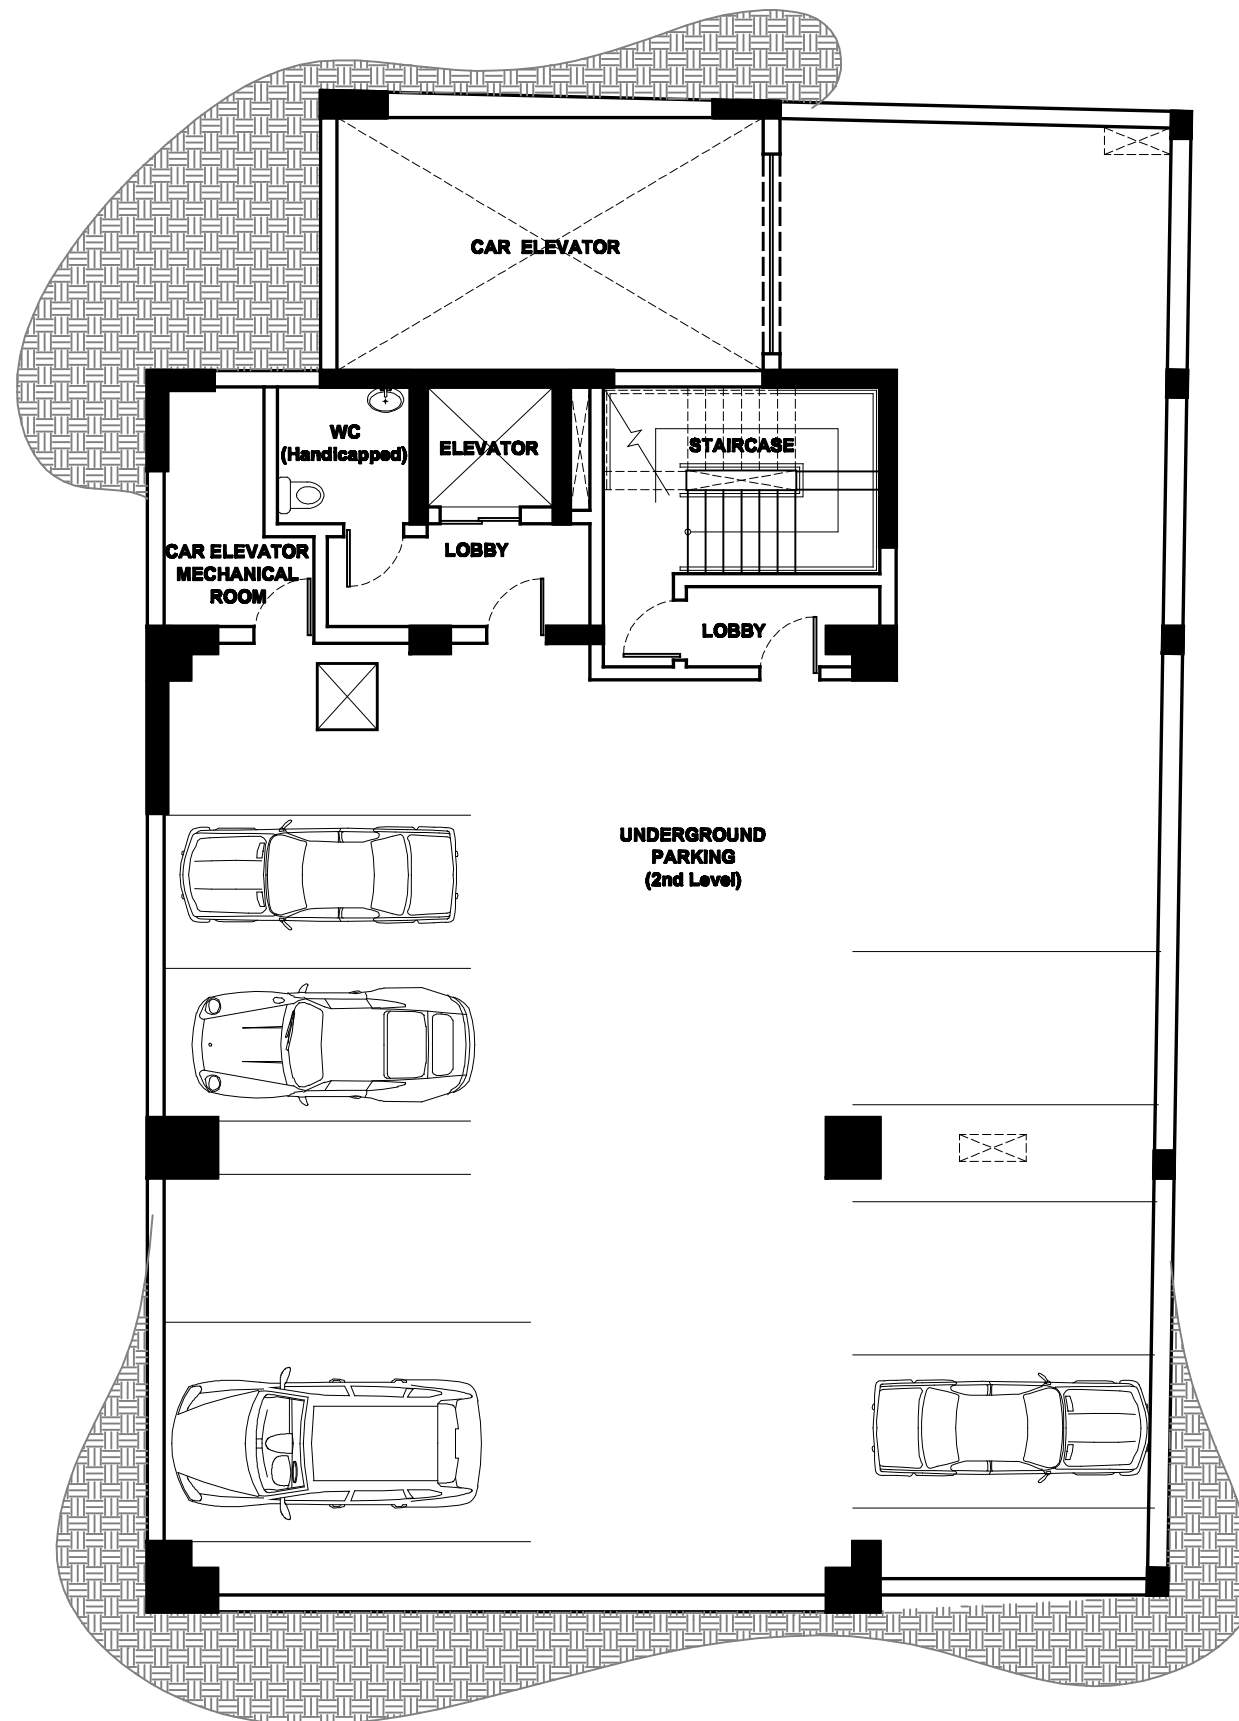 CAR ELEVATOR
WC
(Handicapped)
ELEVATOR
STAIRCASE
LOBBY
CAR ELEVATOR
MECHANICAL
ROOM
LOBBY
UNDERGROUND
PARKING
(2nd Level)